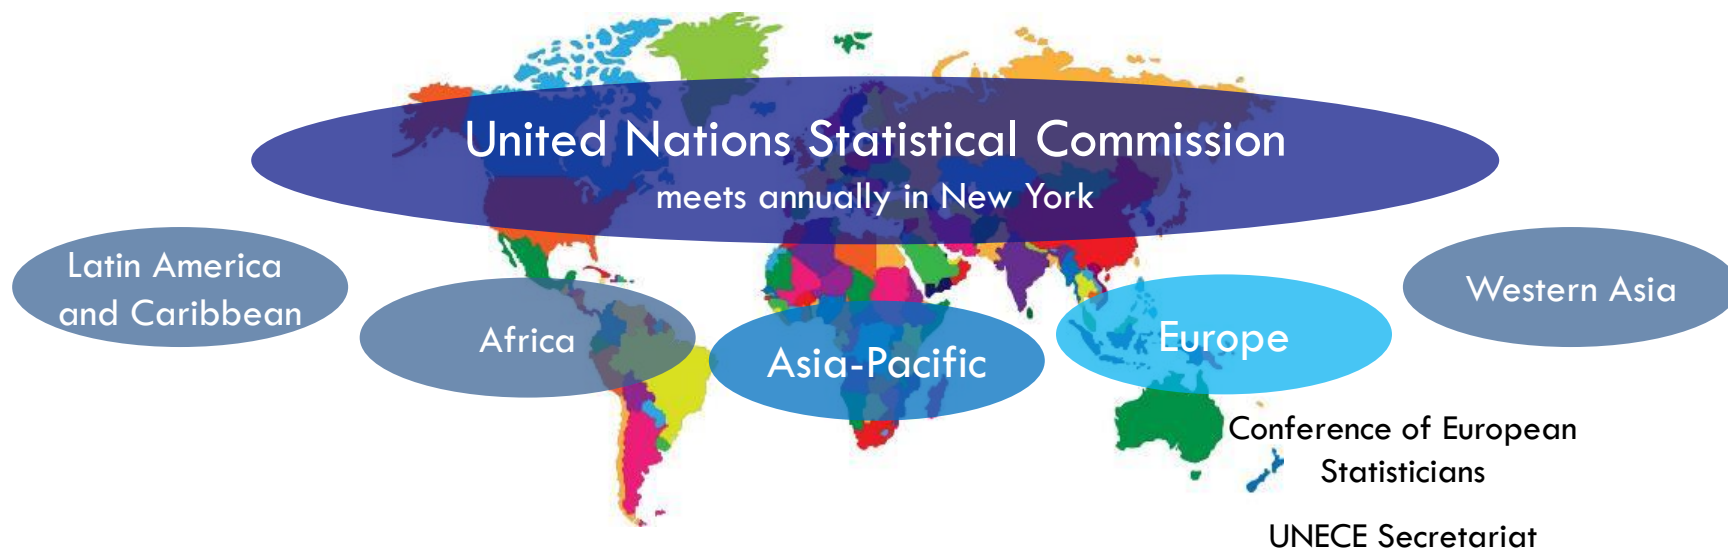 United Nations Statistical Commission
meets annually in New York
Latin America
and Caribbean
Africa
Asia-Pacific
Europe
Western Asia
Conference of European
Statisticians
UNECE Secretariat